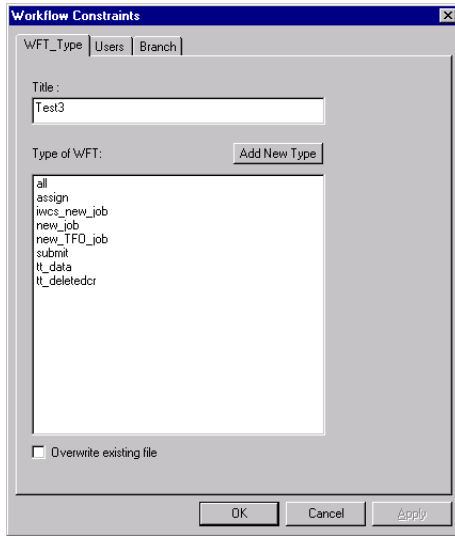 Workflow Constraints
WFT_Type Users Branch
Title :
Test3
Type of WFT: Add New Type
all
assign
iwcs_new_job
new_job
new_TFO_job
submit
tt_data
tt_deletedcr
Overwrite existing file
OK Cancel Apply